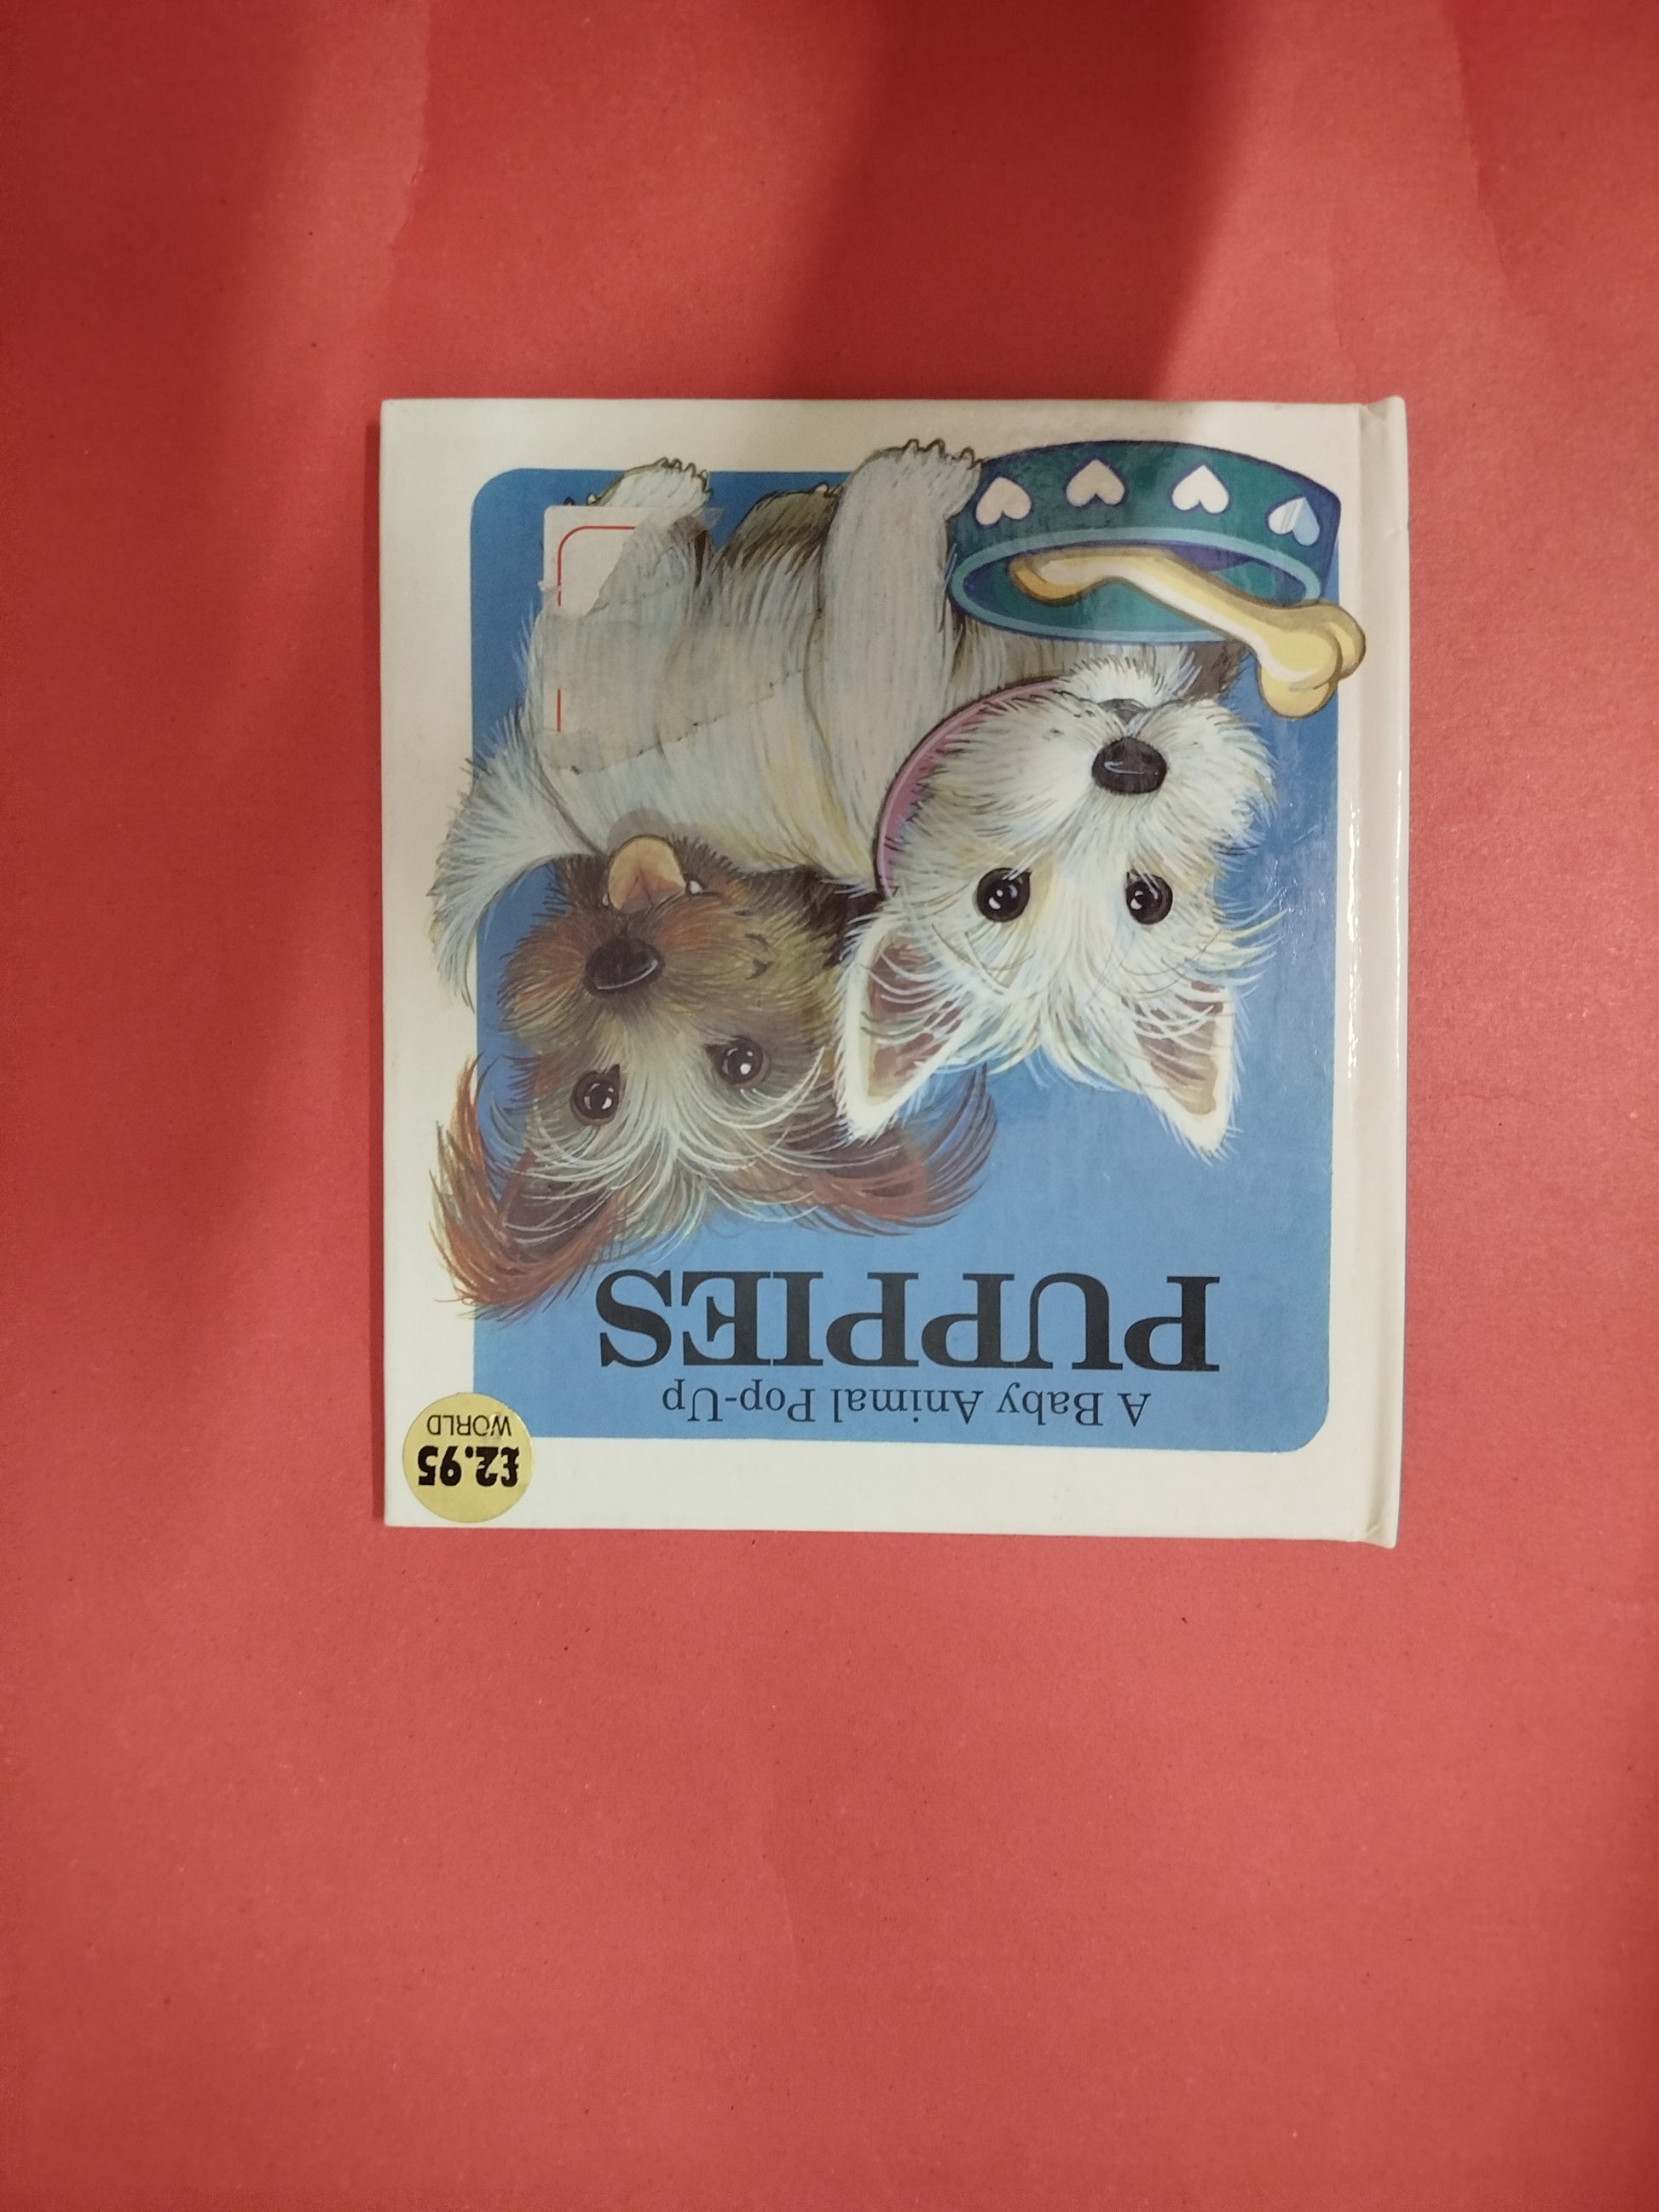 £2.95
WORLD
A Baby Animal Pop-Up
PUPPIES